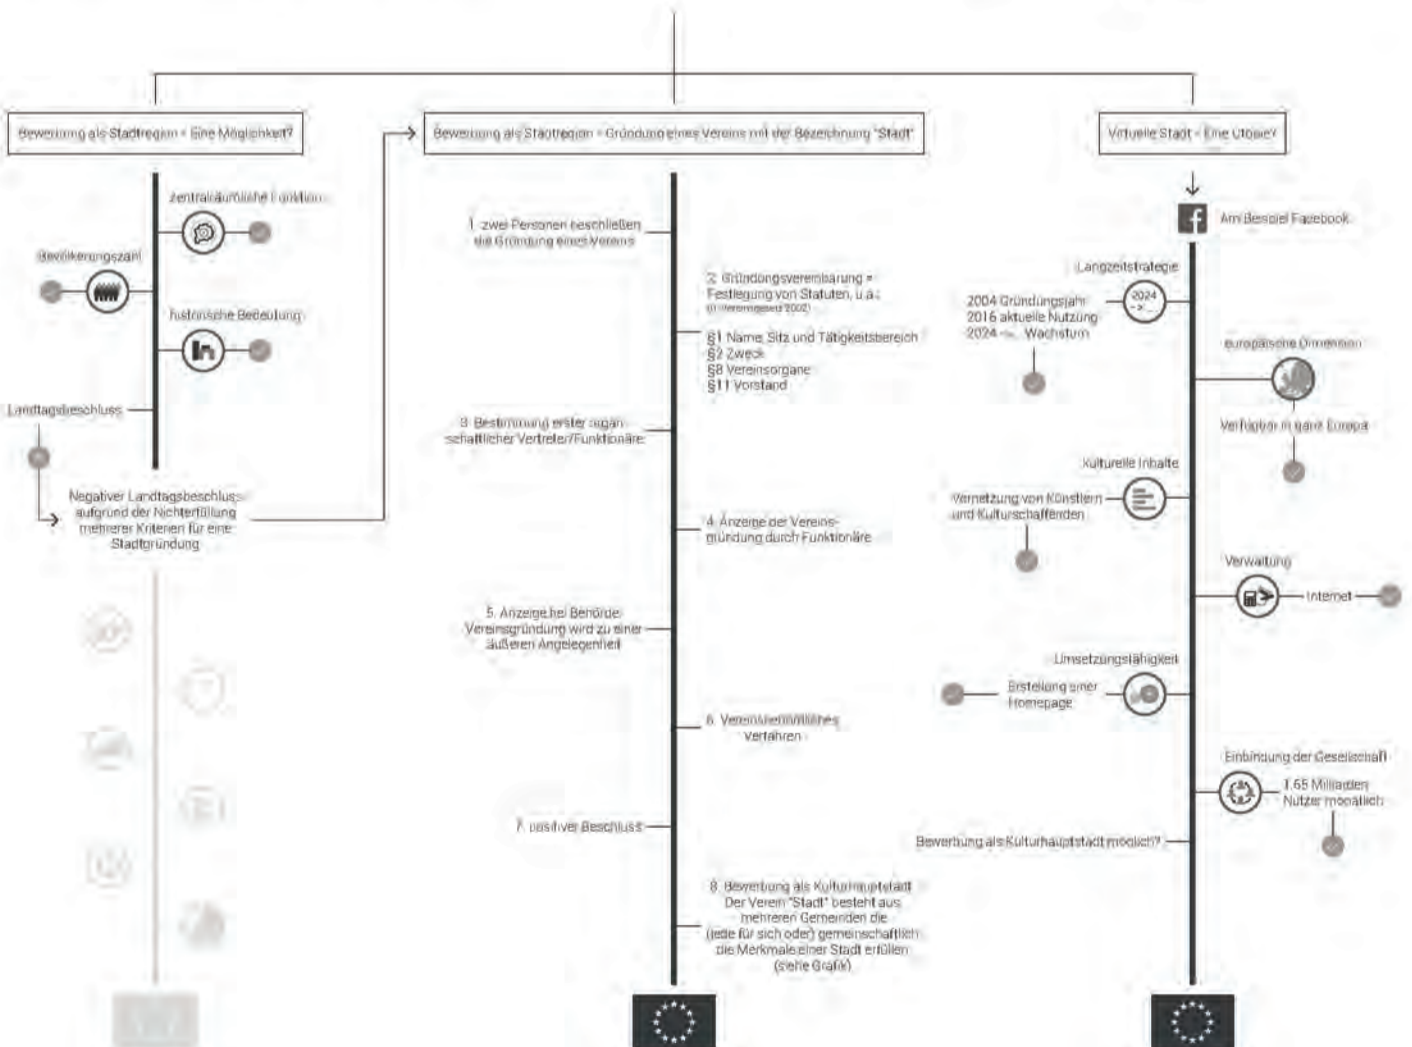 Bewerbung als Stadtregion - Eine Möglichkeit?
zentralräumliche Funktion
Bevölkerungszahl
historische Bedeutung
Landtagsbeschluss
Negativer Landtagsbeschluss
aufgrund der Nichterfüllung
mehrerer Kriterien für eine
Stadtgründung
Bewerbung als Stadtregion - Gründung eines Vereins mit der Bezeichnung "Stadt"
1. zwei Personen beschließen
die Gründung eines Vereins
2. Gründungsvereinbarung =
Festlegung von Statuten, u.a.:
Vereinsgesetz 2002)
§1 Name, Sitz und Tätigkeitsbereich
§2 Zweck
§8 Vereinsorgane
§11 Vorstand
3. Bestimmung erster organ
schaftlicher Vertreter/Funktionäre
4. Anzeige der Vereins-
gründung durch Funktionäre
5. Anzeige bei Behörde
Vereinsgründung wird zu einer
äußeren Angelegenheit
6. Vereinsbehördliches
Verfahren
7. positiver Beschluss
8. Bewerbung als Kulturhauptstadt
Der Verein "Stadt" besteht aus
mehreren Gemeinden die
(jede für sich oder) gemeinschaftlich
die Merkmale einer Stadt erfüllen
(siehe Grafik)
Virtuelle Stadt - Eine Utopie?
Am Beispiel Facebook
Langzeitstrategie
2024
2004 Gründungsjahr
2016 aktuelle Nutzung
2024 ->... Wachstum
europäische Dimension
Verfügbar in ganz Europa
Kulturelle Inhalte
Vernetzung von Künstlern
und Kulturschaffenden
Verwaltung
Internet
Umsetzungsfähigkeit
Erstellung einer
Homepage
Einbindung der Gesellschaft
1.65 Milliarden
Nutzer monatlich
Bewerbung als Kulturhauptstadt möglich?